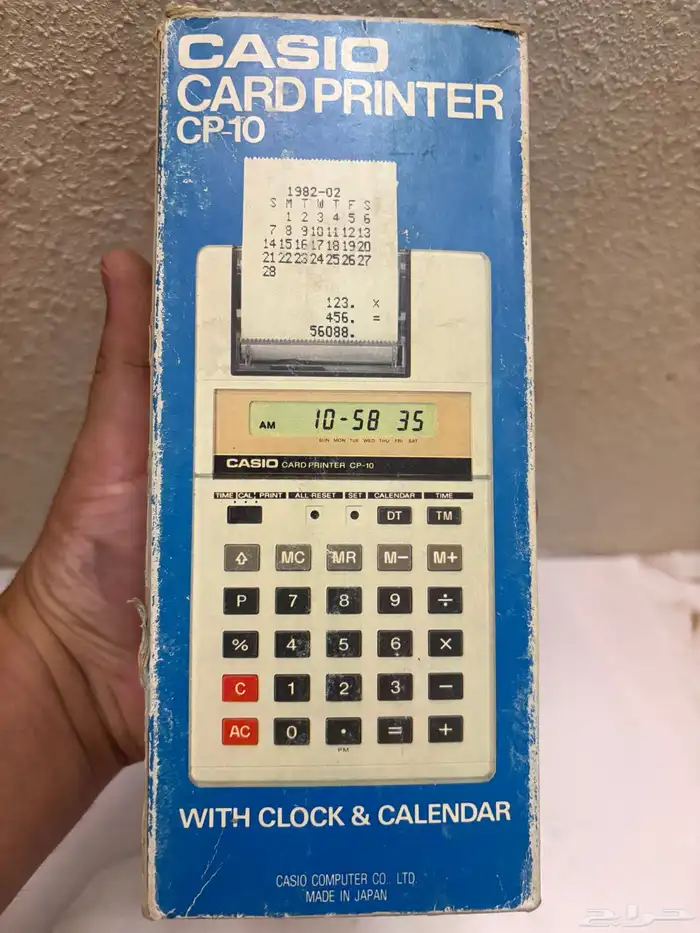 CASIO
CARD PRINTER
CP-10
1982-02
S M T W T F S
1 2 3 4 5 6
7 8 9 10 11 12 13
14 15 16 17 18 19 20
21 22 23 24 25 26 27
28
123. ×
456. =
56088.
AM 10-58 35
SUN MON TUE WED THU FRI SAT
CASIO CARD PRINTER CP-10
TIME CAL PRINT ALL RESET SET CALENDAR TIME
DT TM
⇧ MC MR M− M+
P 7 8 9 ÷
% 4 5 6 ×
C 1 2 3 −
AC 0 · = +
PM
WITH CLOCK & CALENDAR
CASIO COMPUTER CO., LTD.
MADE IN JAPAN
حراج